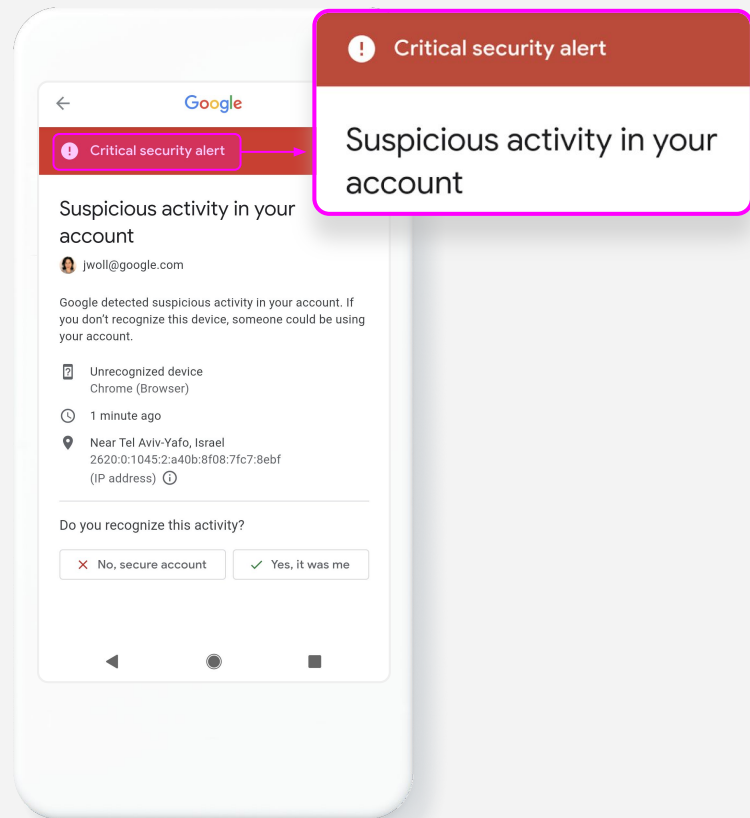 Google
Critical security alert
Suspicious activity in your
account
jwoll@google.com
Google detected suspicious activity in your account. If
you don’t recognize this device, someone could be using
your account.
Unrecognized device
Chrome (Browser)
1 minute ago
Near Tel Aviv-Yafo, Israel
2620:0:1045:2:a40b:8f08:7fc7:8ebf
(IP address)
Do you recognize this activity?
No, secure account
Yes, it was me
Critical security alert
Suspicious activity in your
account